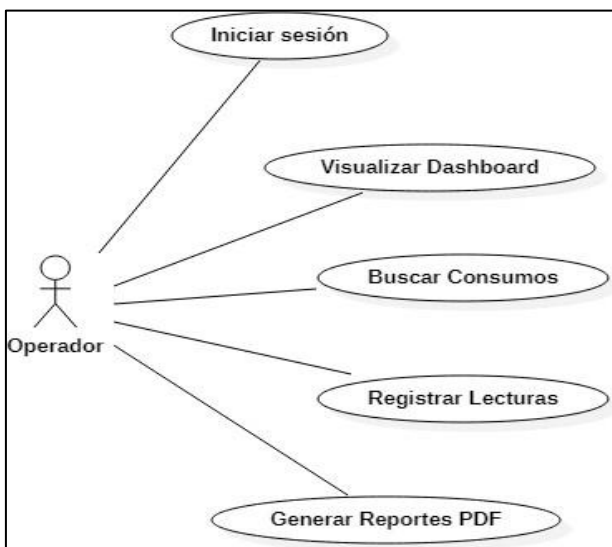 Iniciar sesión
Visualizar Dashboard
Buscar Consumos
Operador
Registrar Lecturas
Generar Reportes PDF